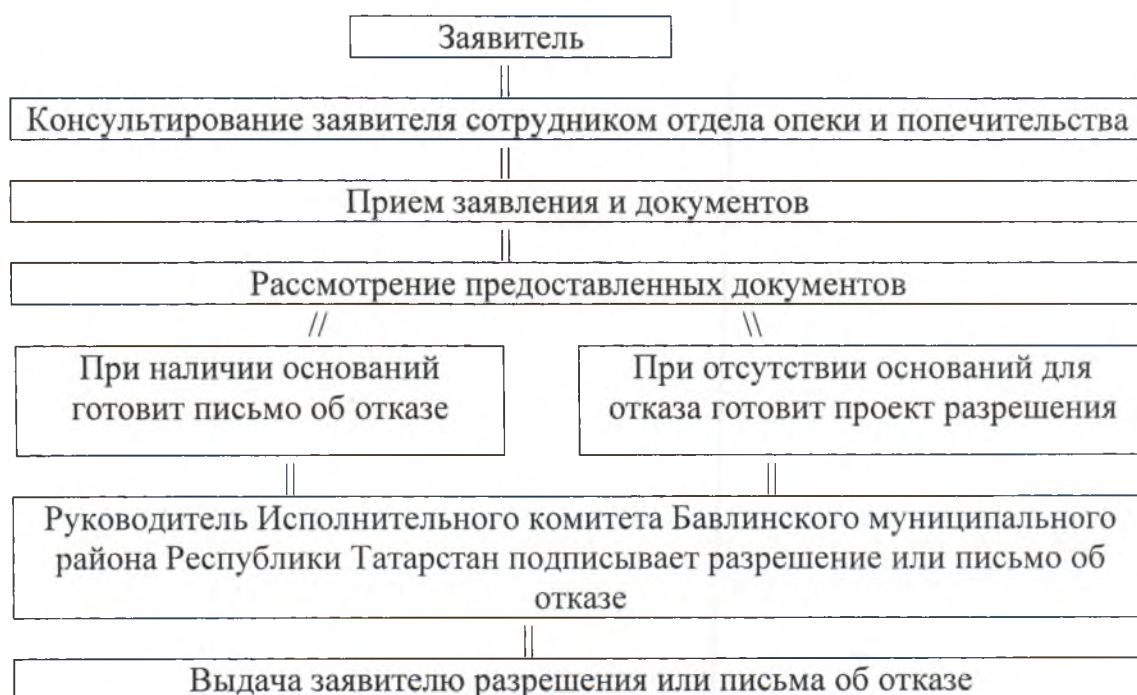 Заявитель
Консультирование заявителя сотрудником отдела опеки и попечительства
Прием заявления и документов
Рассмотрение предоставленных документов
При наличии оснований
готовит письмо об отказе
При отсутствии оснований для
отказа готовит проект разрешения
Руководитель Исполнительного комитета Бавлинского муниципального
района Республики Татарстан подписывает разрешение или письмо об
отказе
Выдача заявителю разрешения или письма об отказе